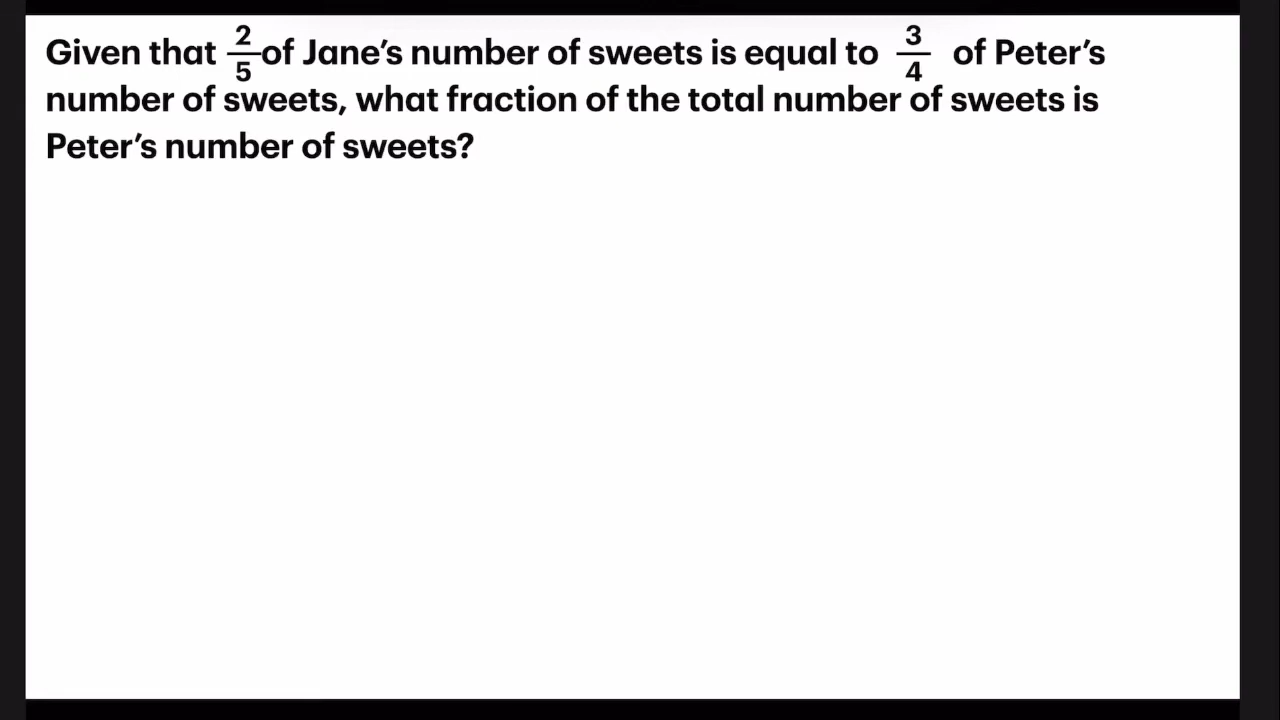 Given that 2/5 of Jane’s number of sweets is equal to 3/4 of Peter’s
number of sweets, what fraction of the total number of sweets is
Peter’s number of sweets?